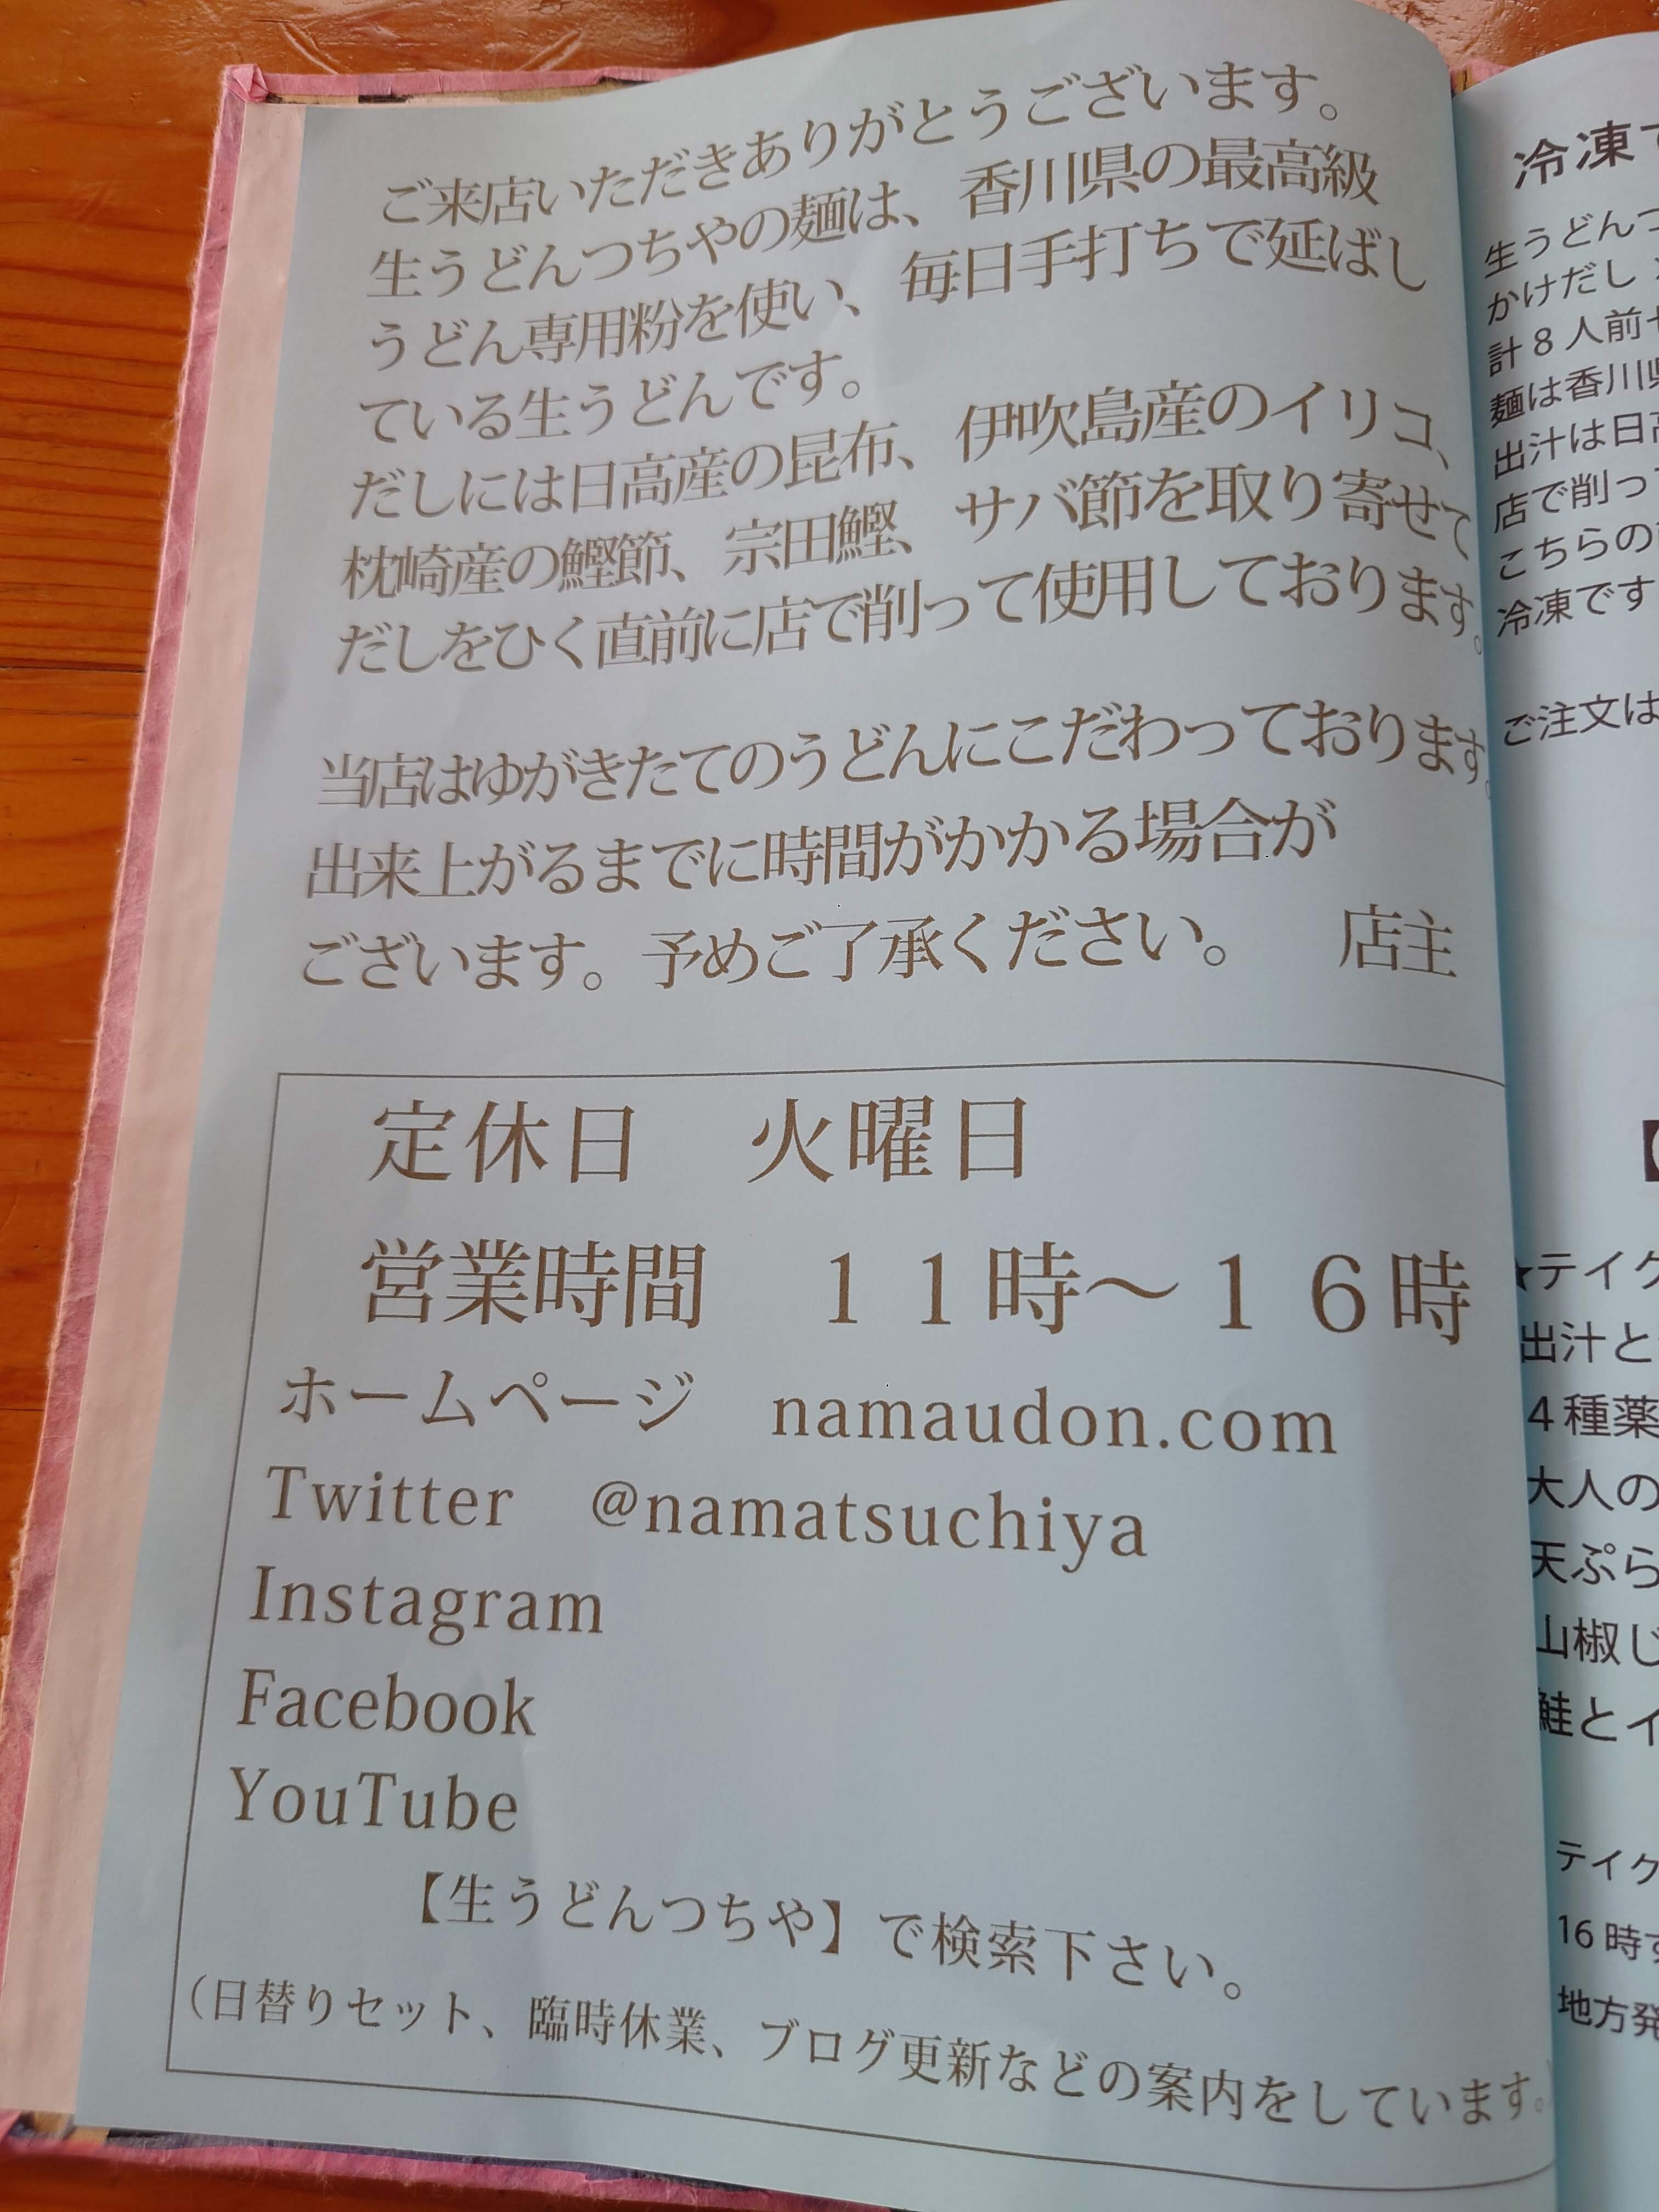 ご来店いただきありがとうございます。
生うどんつちやの麺は、香川県の最高級
うどん専用粉を使い、毎日手打ちで延ばし
ている生うどんです。
だしには日高産の昆布、伊吹島産のイリコ、
枕崎産の鰹節、宗田鰹、サバ節を取り寄せて
だしをひく直前に店で削って使用しております。
当店はゆがきたてのうどんにこだわっております。
出来上がるまでに時間がかかる場合が
ございます。予めご了承ください。　店主
定休日　火曜日
営業時間　１１時～１６時
ホームページ　namaudon.com
Twitter　@namatsuchiya
Instagram
Facebook
YouTube
【生うどんつちや】で検索下さい。
（日替りセット、臨時休業、ブログ更新などの案内をしています。）
冷凍
生うどんつ
かけだし
計８人前
麺は香川県
出汁は日高
店で削っ
こちらの
冷凍です
ご注文は
【
★テイク
出汁と
４種薬
大人の
天ぷら
山椒じ
鮭とイ
テイク
16時
地方発